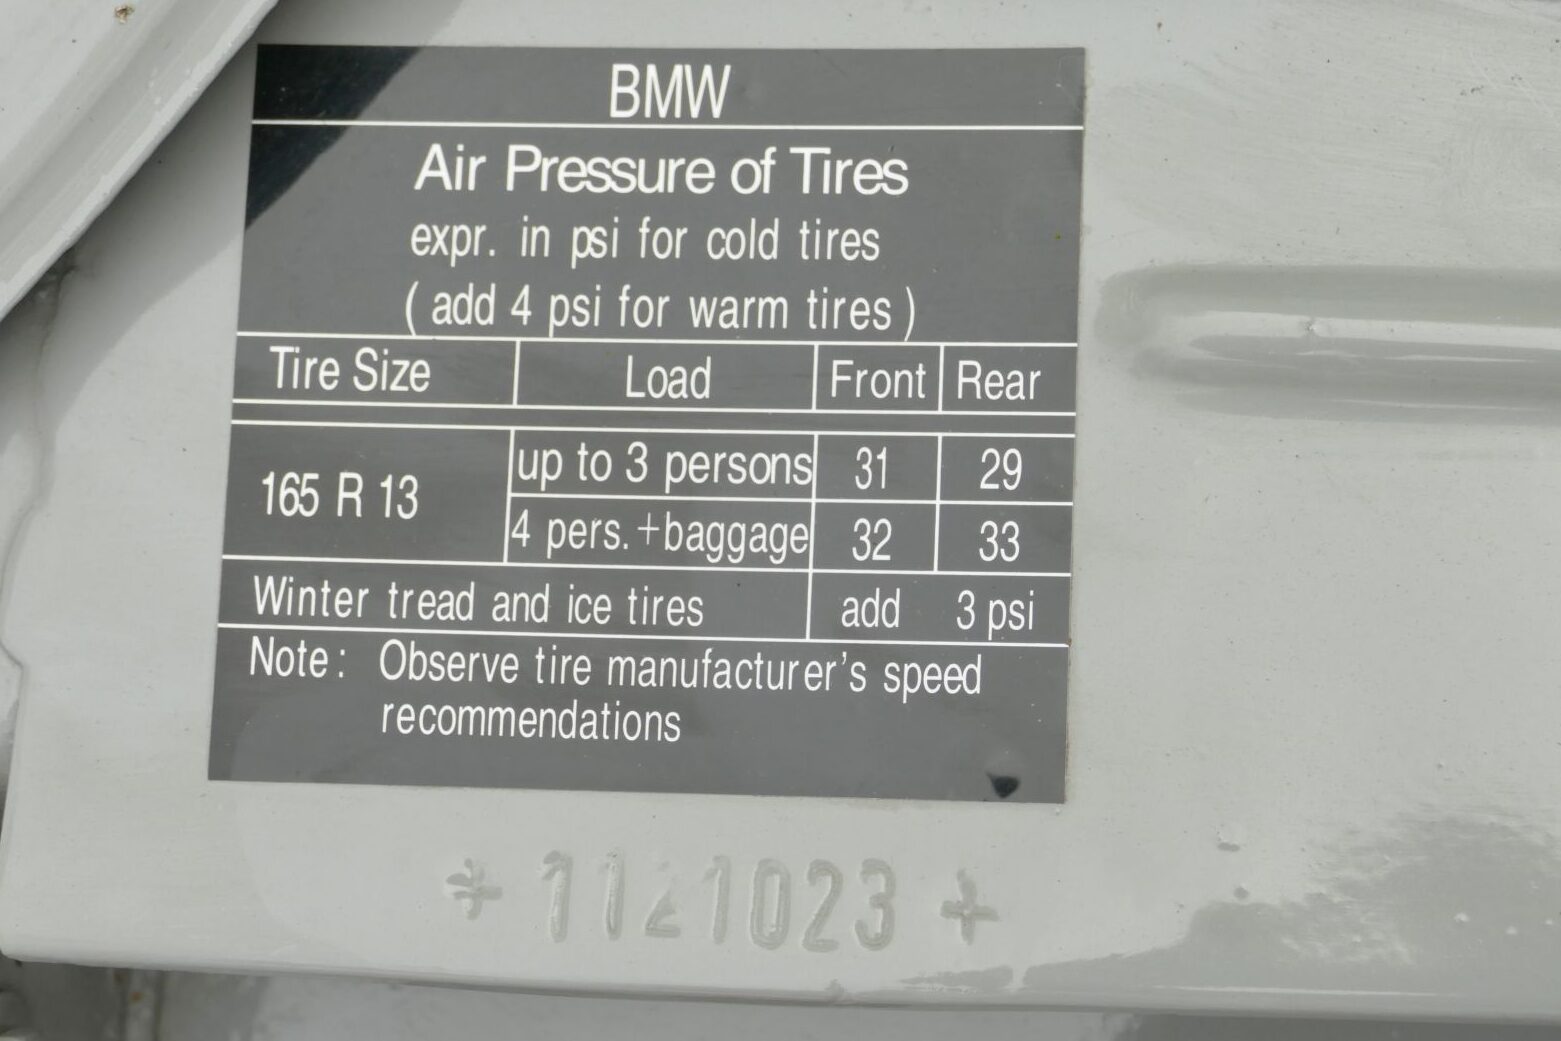 BMW
Air Pressure of Tires
expr. in psi for cold tires
( add 4 psi for warm tires )
Tire Size Load Front Rear
165 R 13 up to 3 persons 31 29
4 pers. +baggage 32 33
Winter tread and ice tires add 3 psi
Note: Observe tire manufacturer's speed
recommendations
1121023